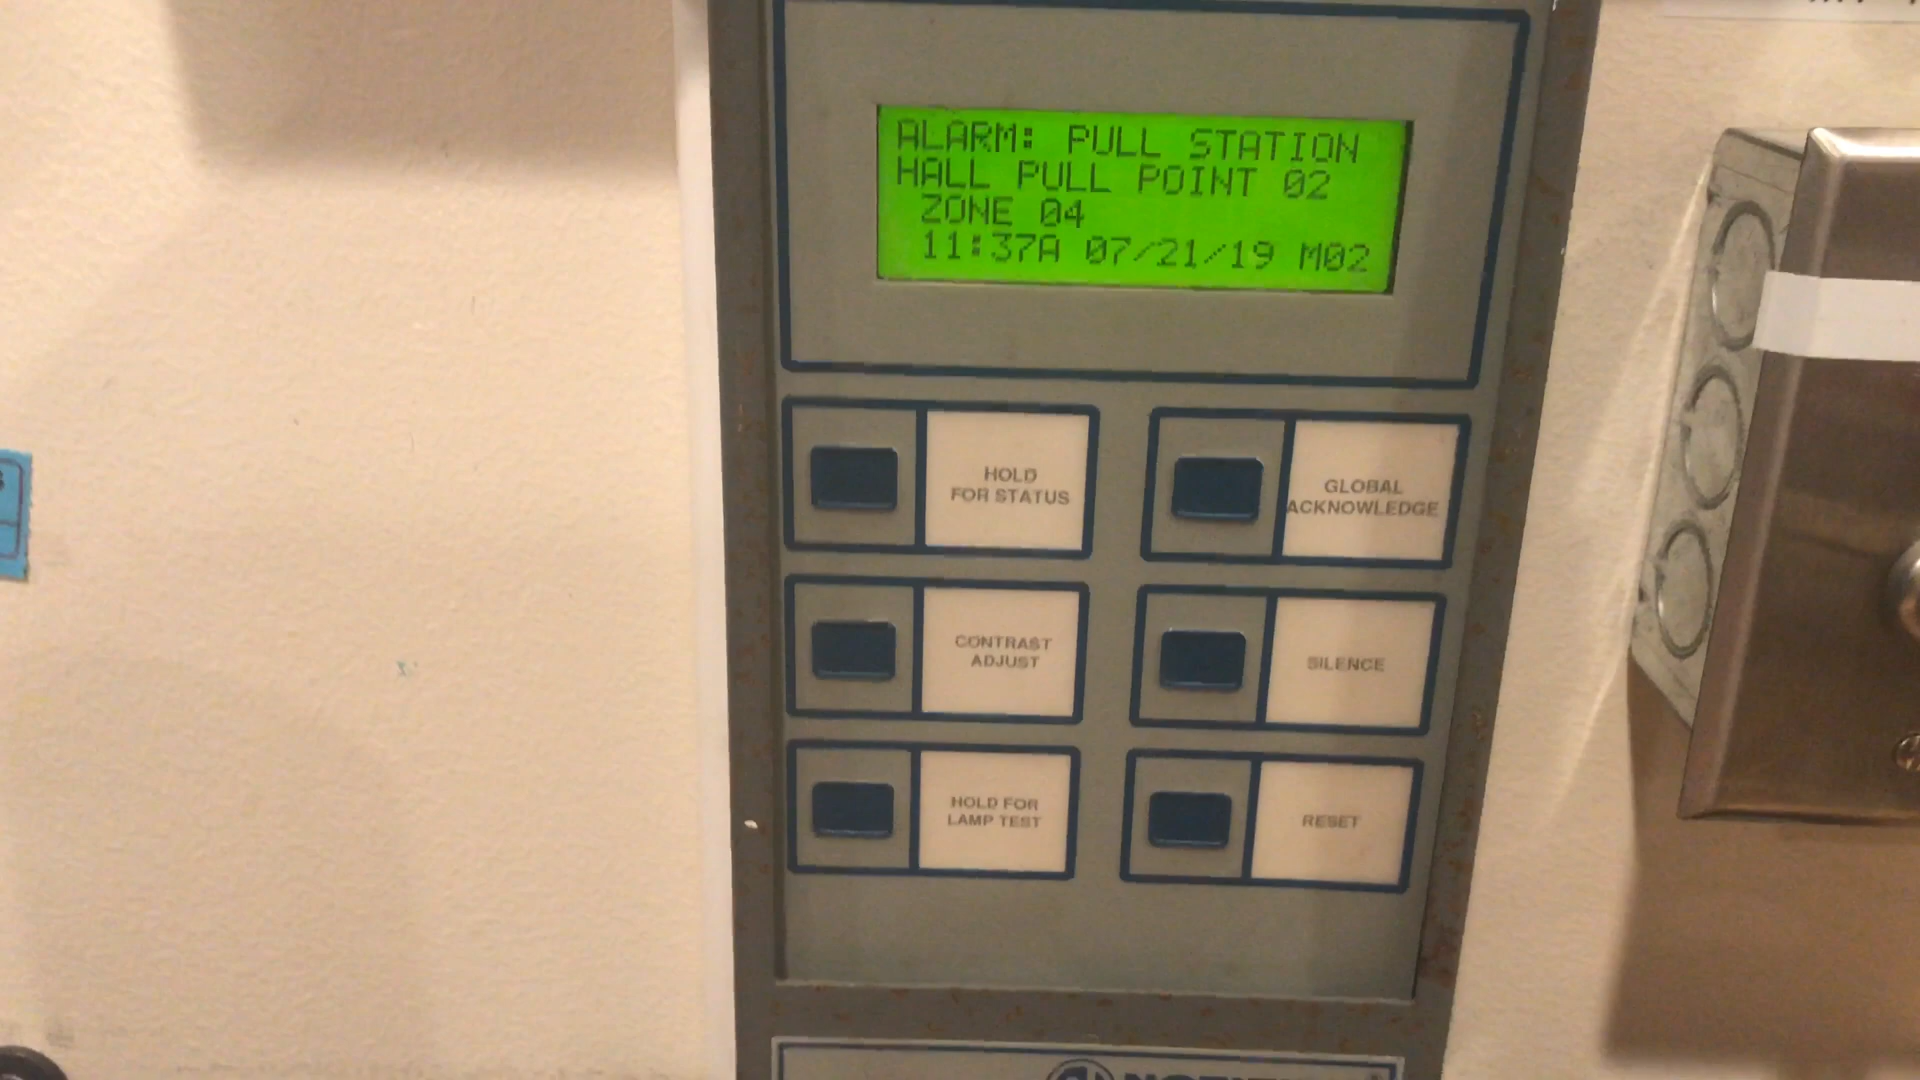 ALARM: PULL STATION
HALL PULL POINT 02
ZONE 04
11:37A 07/21/19 M02
HOLD
FOR STATUS
GLOBAL
ACKNOWLEDGE
CONTRAST
ADJUST
SILENCE
HOLD FOR
LAMP TEST
RESET